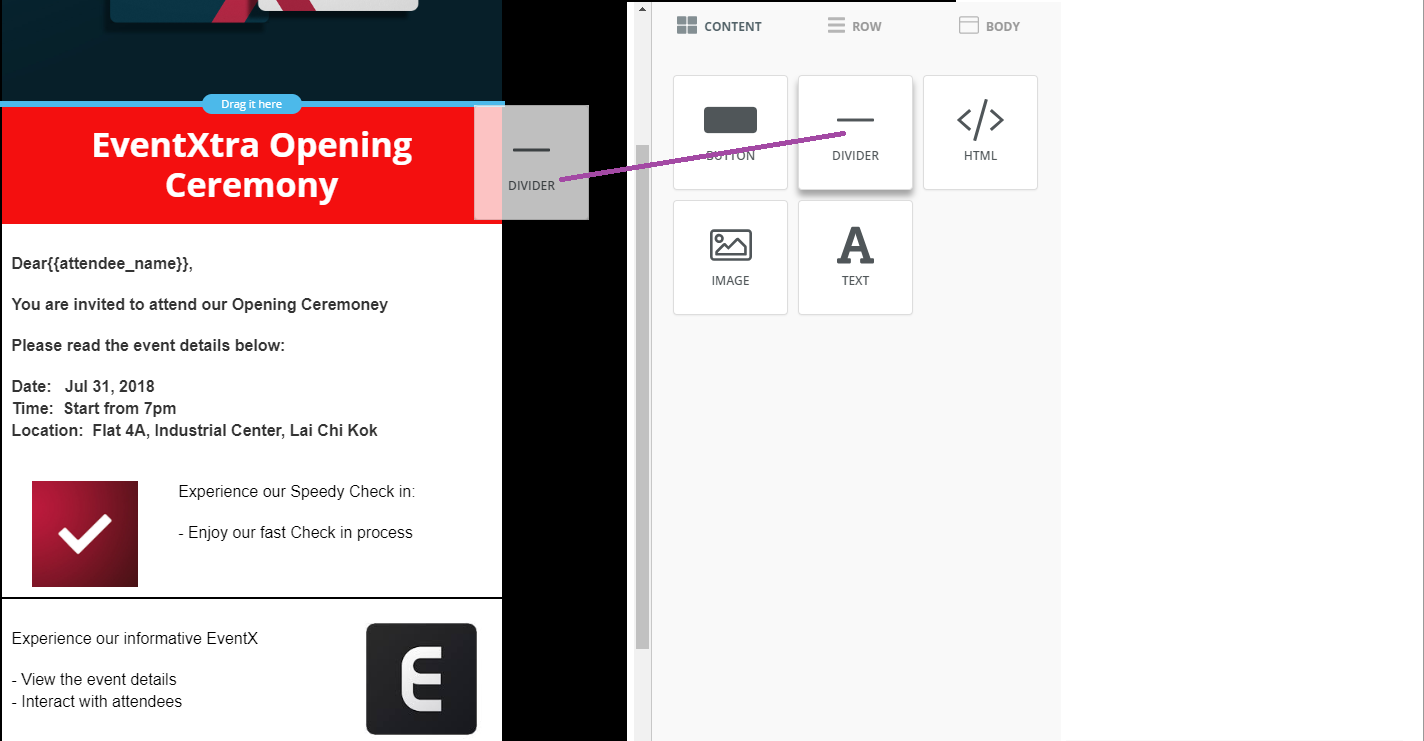 Drag it here
EventXtra Opening
Ceremony
Dear{{attendee_name}},
You are invited to attend our Opening Ceremoney
Please read the event details below:
Date: Jul 31, 2018
Time: Start from 7pm
Location: Flat 4A, Industrial Center, Lai Chi Kok
Experience our Speedy Check in:
- Enjoy our fast Check in process
Experience our informative EventX
- View the event details
- Interact with attendees
E
DIVIDER
CONTENT
ROW
BODY
BUTTON
DIVIDER
</>
HTML
IMAGE
A
TEXT